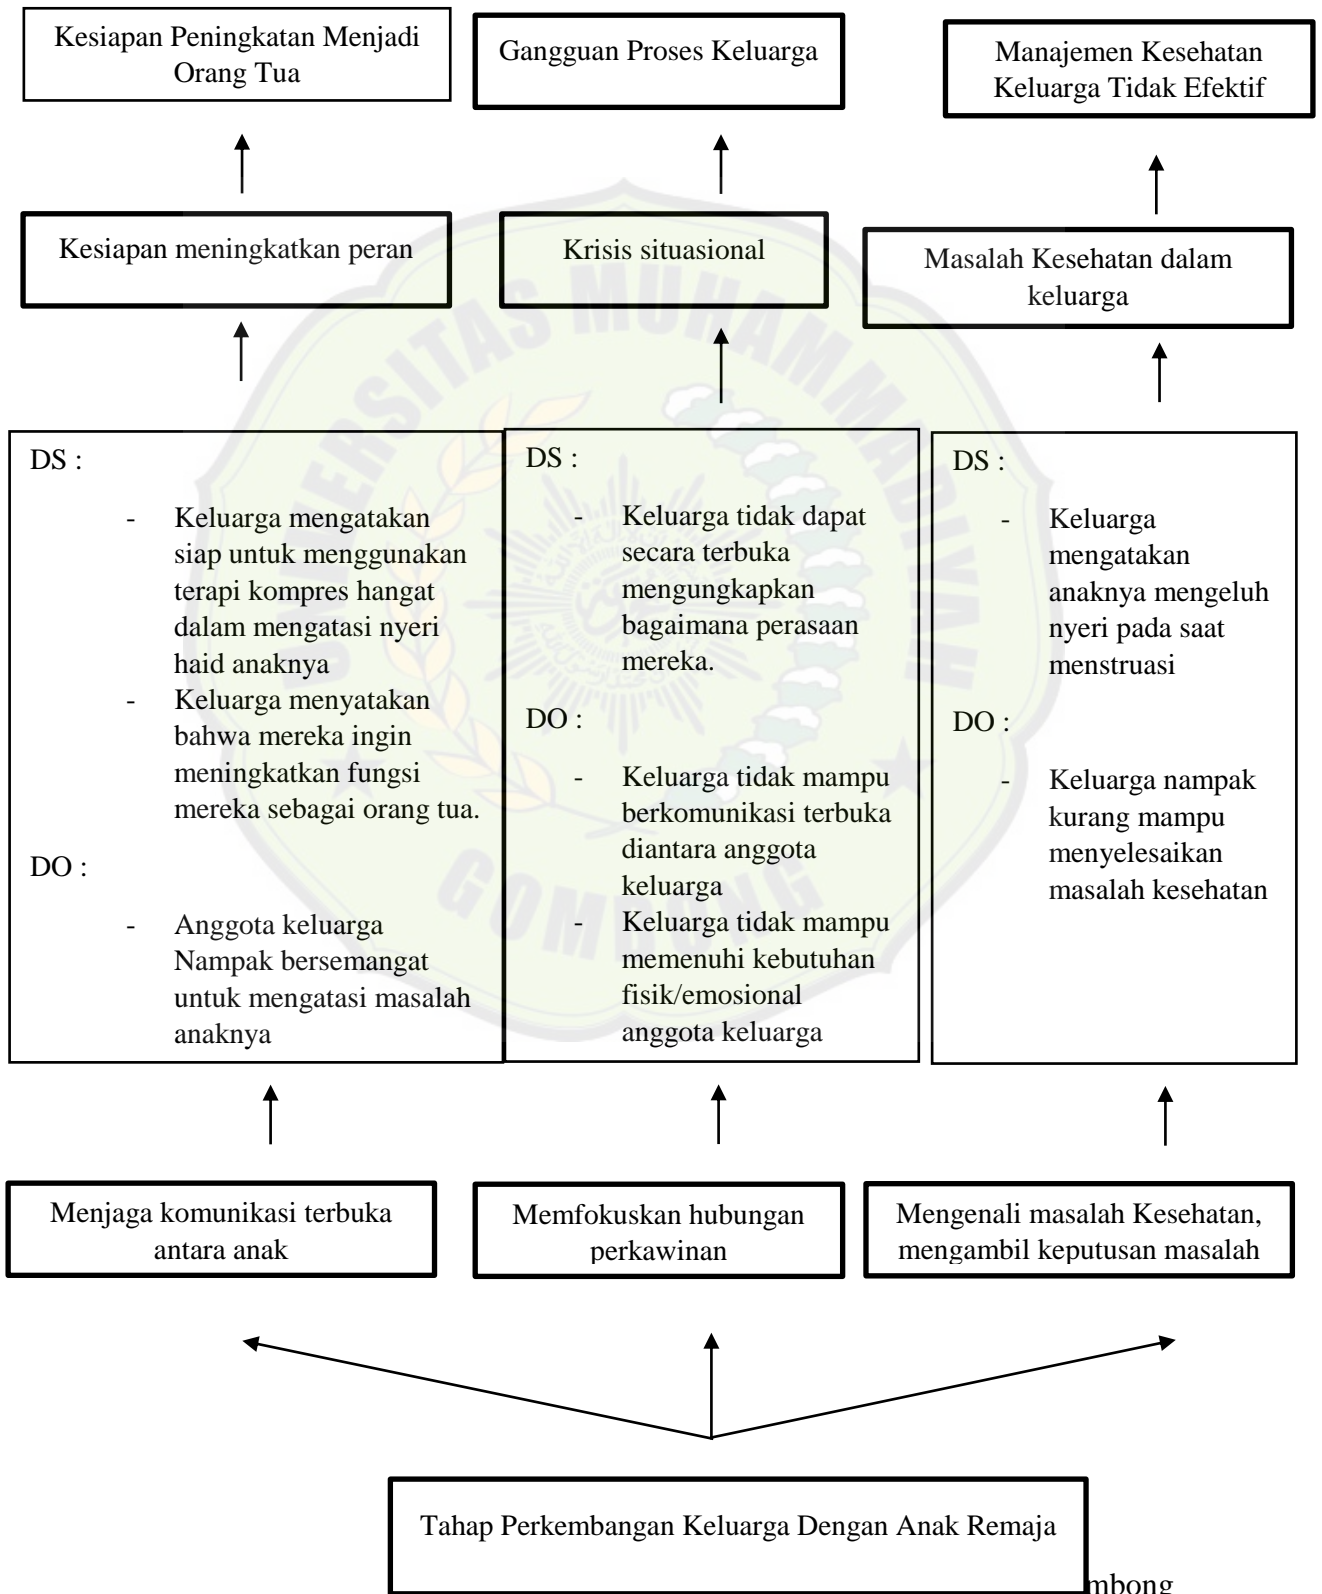 Kesiapan Peningkatan Menjadi
Orang Tua
Gangguan Proses Keluarga
Manajemen Kesehatan
Keluarga Tidak Efektif
Kesiapan meningkatkan peran
Krisis situasional
Masalah Kesehatan dalam
keluarga
DS :
- Keluarga mengatakan
siap untuk menggunakan
terapi kompres hangat
dalam mengatasi nyeri
haid anaknya
- Keluarga menyatakan
bahwa mereka ingin
meningkatkan fungsi
mereka sebagai orang tua.
DO :
- Anggota keluarga
Nampak bersemangat
untuk mengatasi masalah
anaknya
DS :
- Keluarga tidak dapat
secara terbuka
mengungkapkan
bagaimana perasaan
mereka.
DO :
- Keluarga tidak mampu
berkomunikasi terbuka
diantara anggota
keluarga
- Keluarga tidak mampu
memenuhi kebutuhan
fisik/emosional
anggota keluarga
DS :
- Keluarga
mengatakan
anaknya mengeluh
nyeri pada saat
menstruasi
DO :
- Keluarga nampak
kurang mampu
menyelesaikan
masalah kesehatan
Menjaga komunikasi terbuka
antara anak
Memfokuskan hubungan
perkawinan
Mengenali masalah Kesehatan,
mengambil keputusan masalah
Tahap Perkembangan Keluarga Dengan Anak Remaja
mbong
UNIVERSITAS MUHAMMADIYAH
GOMBONG